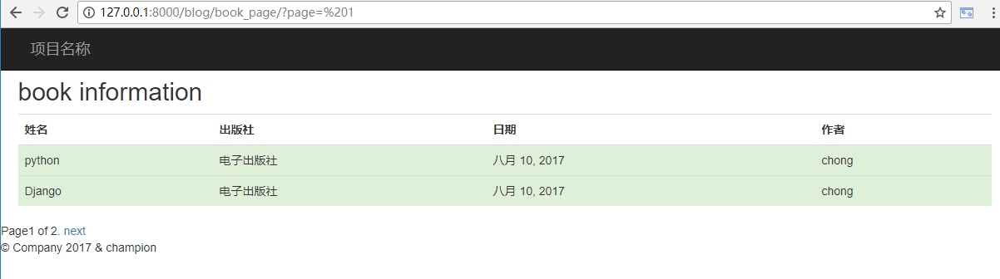 127.0.0.1:8000/blog/book_page/?page=%201
项目名称
book information
姓名 出版社 日期 作者
python 电子出版社 八月 10, 2017 chong
Django 电子出版社 八月 10, 2017 chong
Page1 of 2. next
© Company 2017 & champion